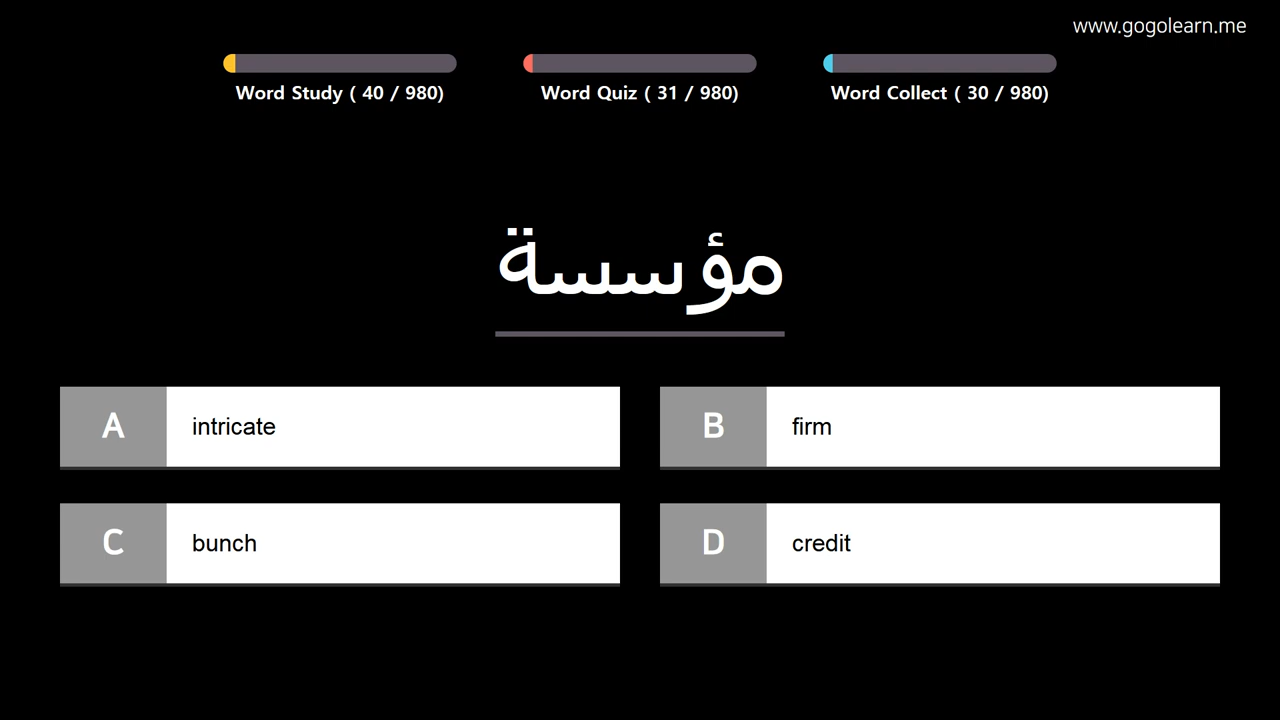 www.gogolearn.me
Word Study ( 40 / 980)
Word Quiz ( 31 / 980)
Word Collect ( 30 / 980)
مؤسسة
A intricate
B firm
C bunch
D credit